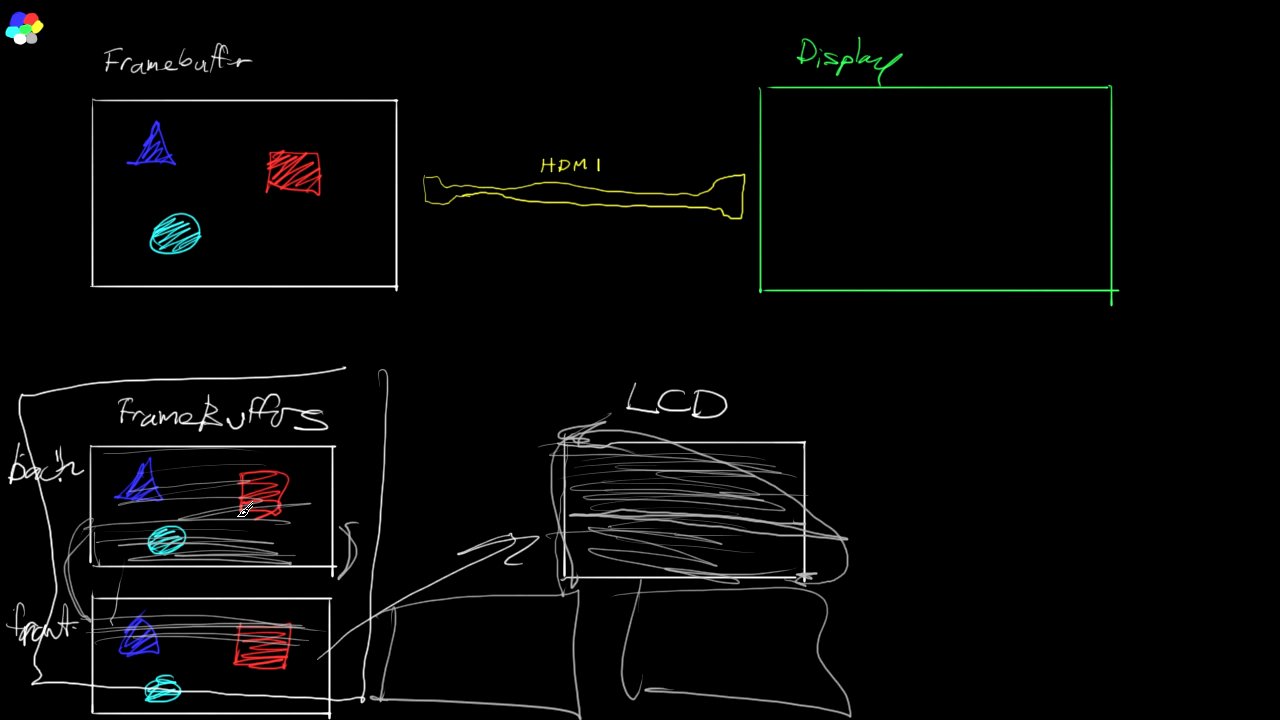 Framebuffer
Display
HDMI
FrameBuffers
LCD
back
front